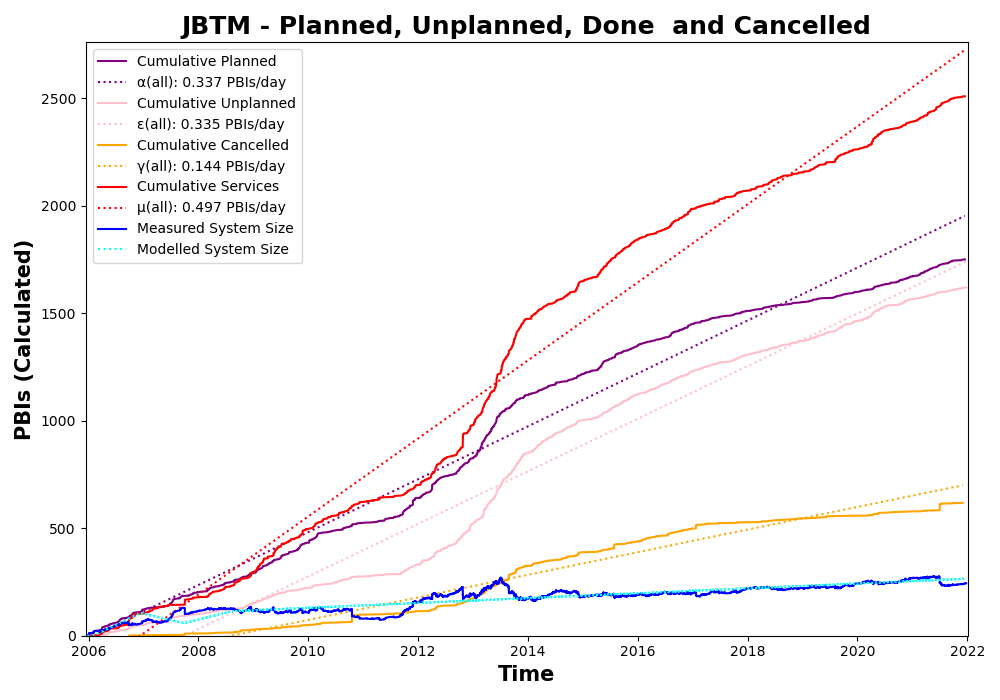 JBTM - Planned, Unplanned, Done  and Cancelled
Cumulative Planned
α(all): 0.337 PBIs/day
Cumulative Unplanned
ε(all): 0.335 PBIs/day
Cumulative Cancelled
γ(all): 0.144 PBIs/day
Cumulative Services
μ(all): 0.497 PBIs/day
Measured System Size
Modelled System Size
PBIs (Calculated)
2500
2000
1500
1000
500
0
2006 2008 2010 2012 2014 2016 2018 2020 2022
Time